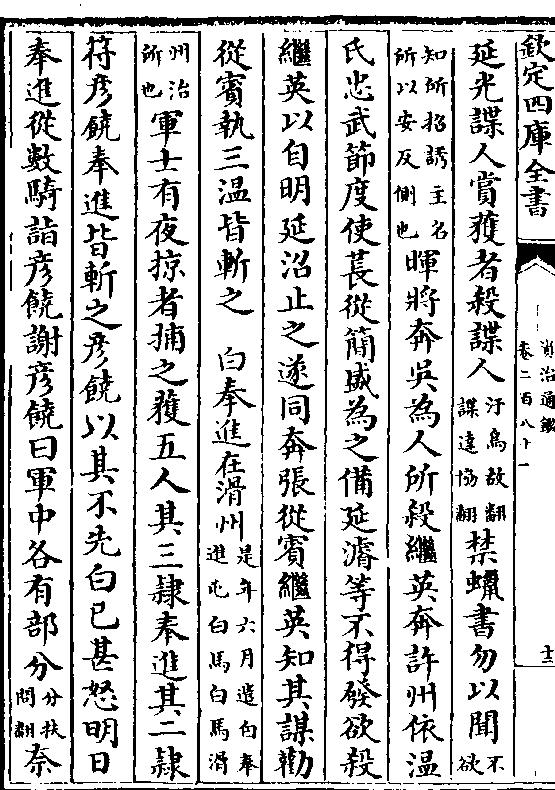 欽定四庫全書
資治通鑑
卷二百八十一
十三
延光諜人賞獲者殺諜人汙烏故翻諜達協翻禁蠟書勿以聞不欲
知所招誘主名所以安反側也暉將奔吳為人所殺繼英奔許州依溫
氏忠武節度使萇從簡盛為之備延濬等不得發欲殺
繼英以自明延沼止之遂同奔張從賓繼英知其謀勸
從賓執三溫皆斬之 白奉進在滑州是年六月遣白奉進屯白馬白馬滑
州治所也軍士有夜掠者捕之獲五人其三隸奉進其二隸
符彥饒奉進皆斬之彥饒以其不先白已甚怒明日
奉進從數騎詣彥饒謝彥饒曰軍中各有部分分扶問翻奈